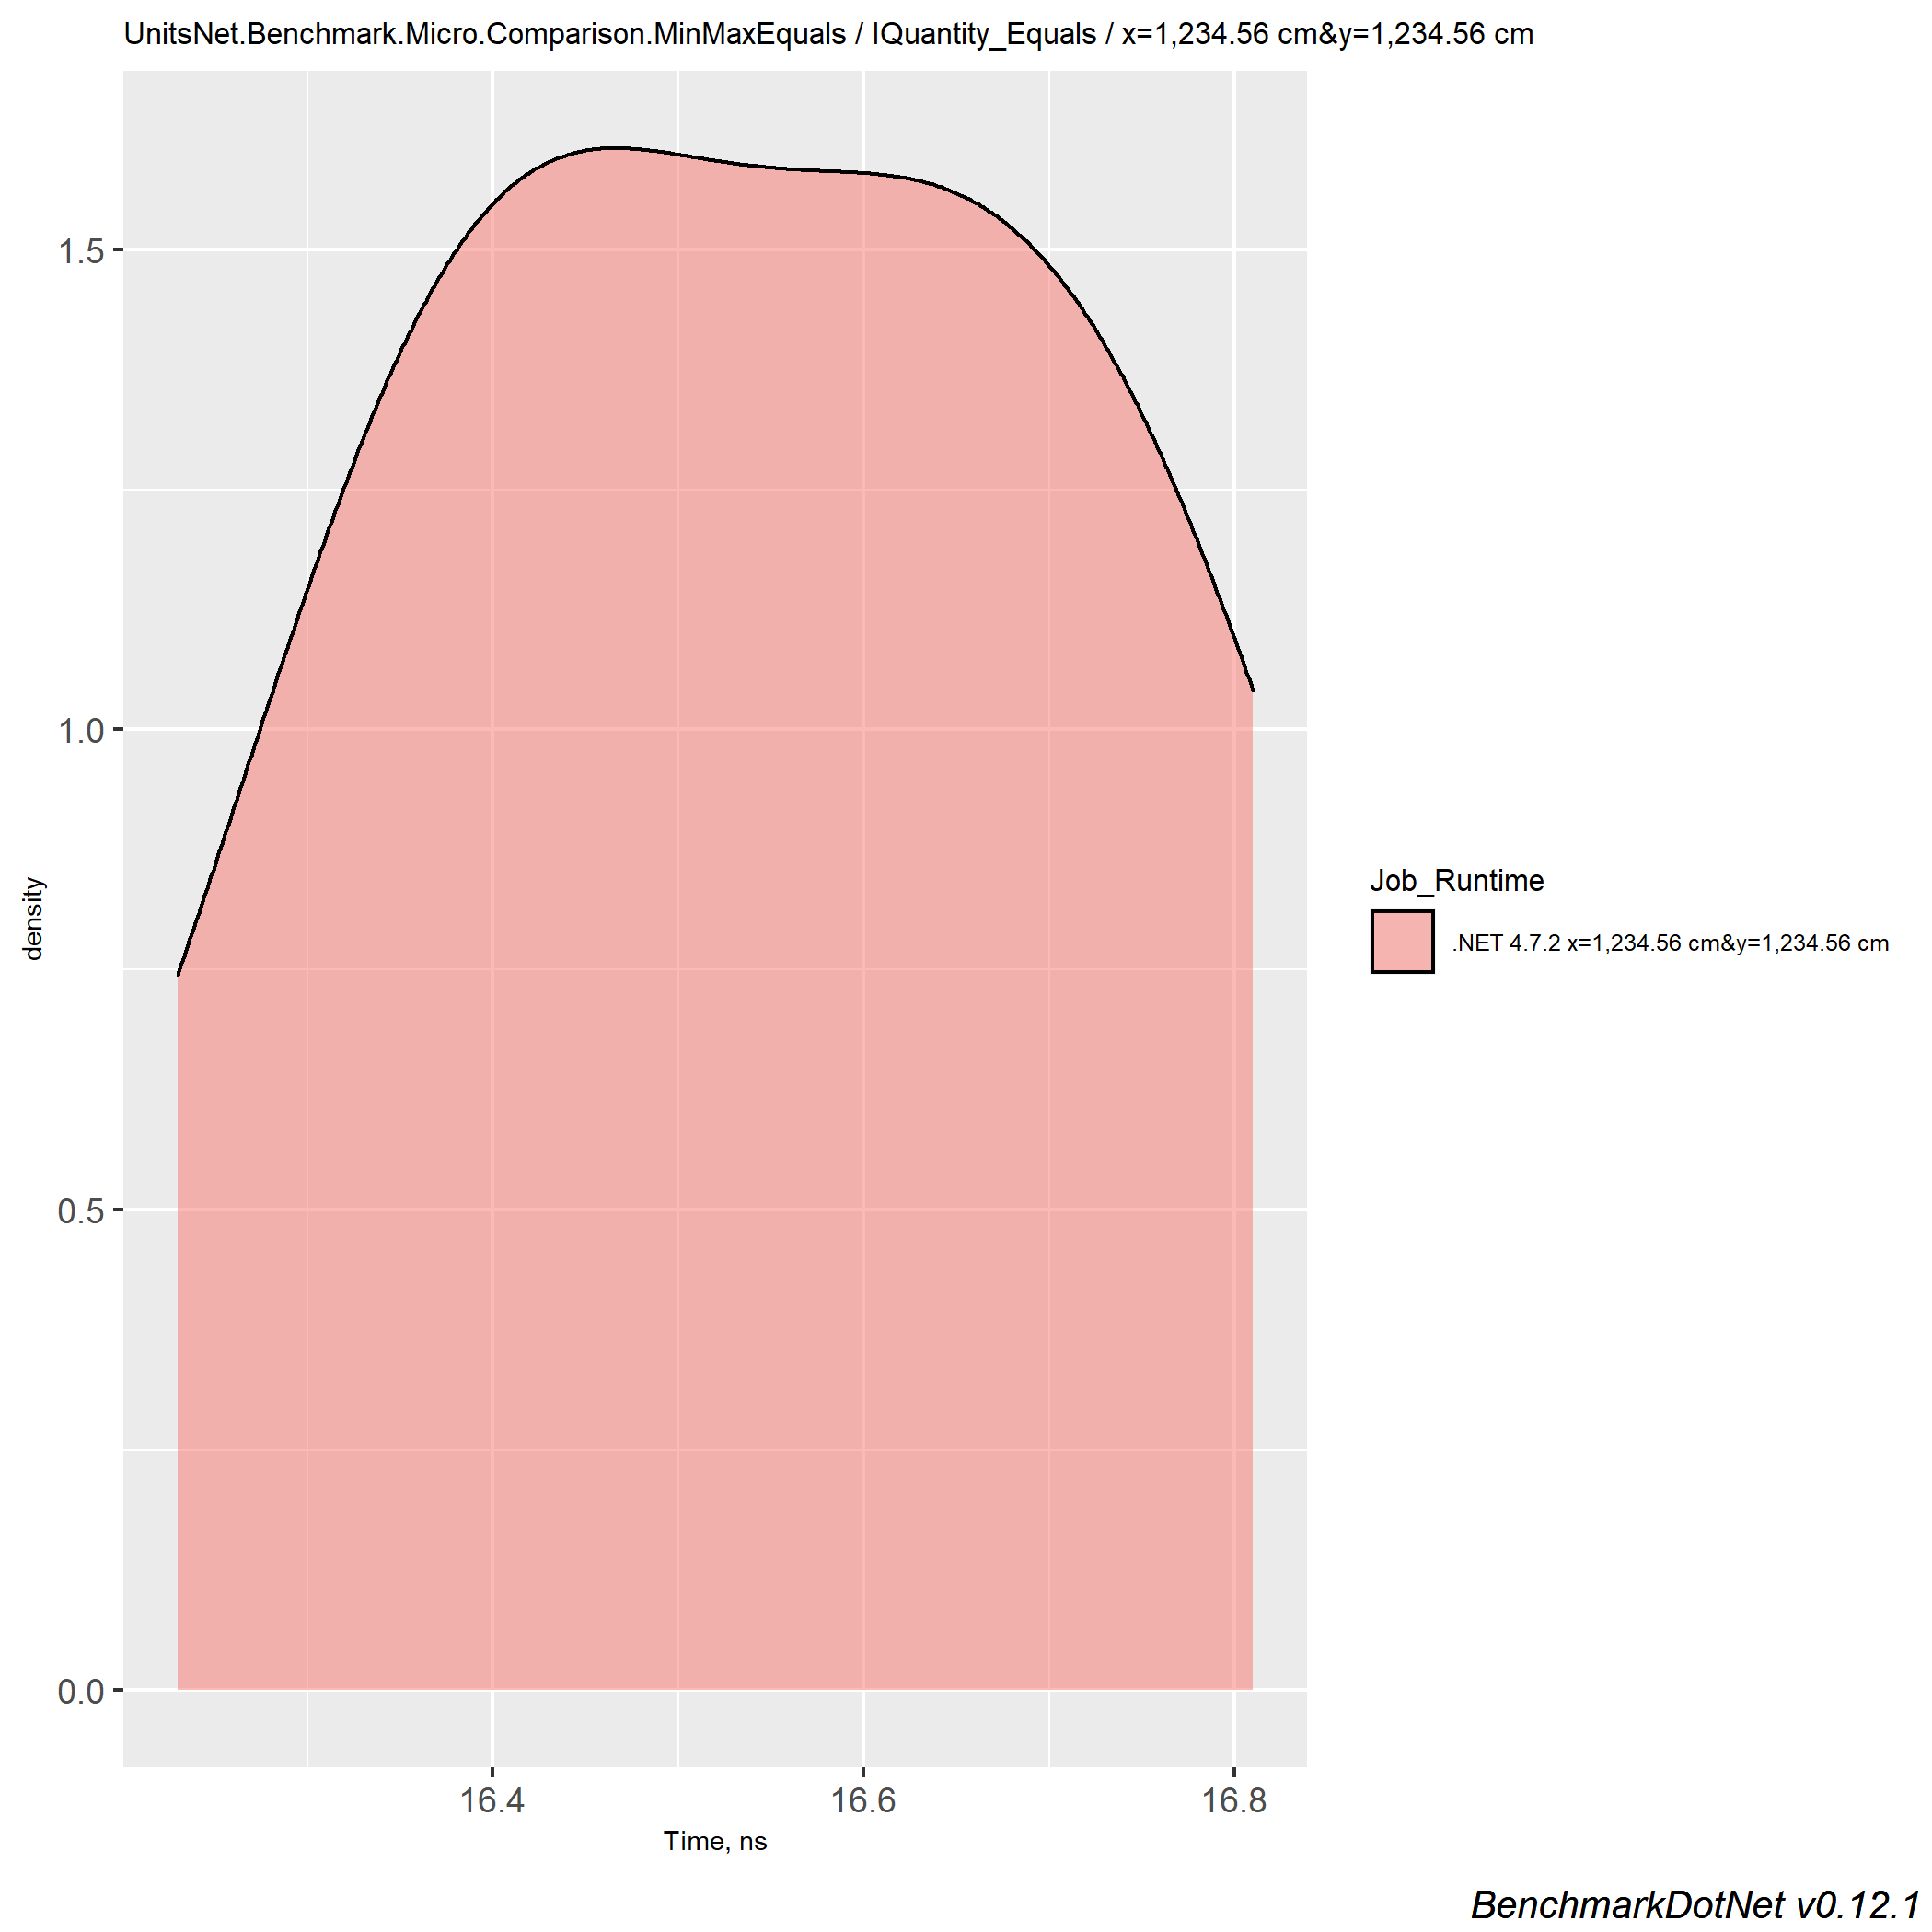 UnitsNet.Benchmark.Micro.Comparison.MinMaxEquals / IQuantity_Equals / x=1,234.56 cm&y=1,234.56 cm
1.5
1.0
0.5
0.0
density
16.4 16.6 16.8
Time, ns
Job_Runtime
.NET 4.7.2 x=1,234.56 cm&y=1,234.56 cm
BenchmarkDotNet v0.12.1